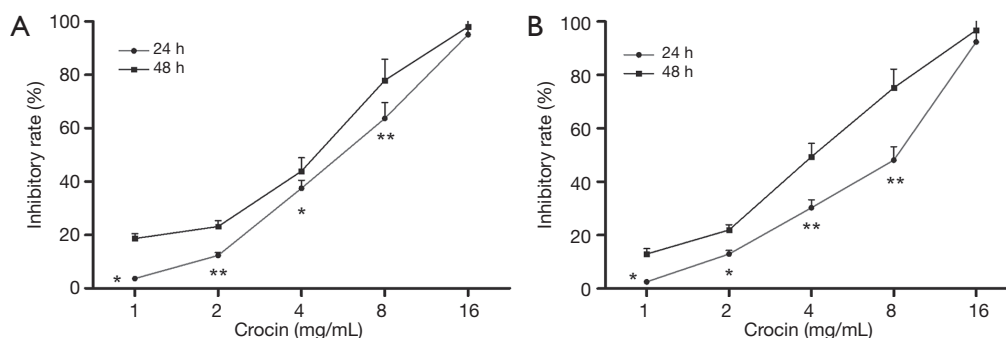 A
Inhibitory rate (%)
100
80
60
40
20
0
24 h
48 h
*
**
*
**
1 2 4 8 16
Crocin (mg/mL)
B
Inhibitory rate (%)
100
80
60
40
20
0
24 h
48 h
*
*
**
**
1 2 4 8 16
Crocin (mg/mL)